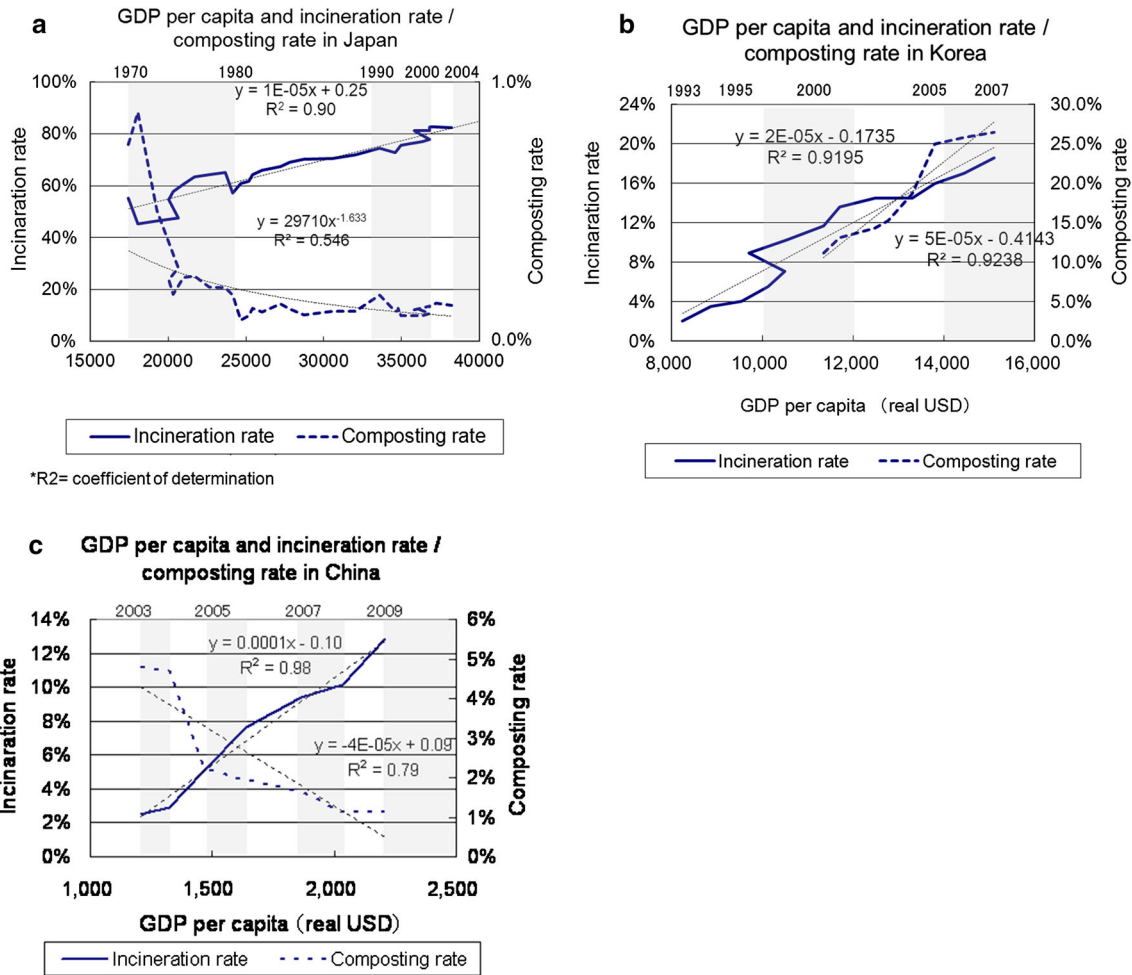 a
GDP per capita and incineration rate /
composting rate in Japan
1970 1980 1990 2000 2004
100% 1.0%
80%
60%
40%
20%
0% 0.0%
y = 1E-05x + 0.25
R² = 0.90
y = 29710x^-1.633
R² = 0.546
Incinaration rate
Composting rate
15000 20000 25000 30000 35000 40000
Incineration rate Composting rate
*R2= coefficient of determination
b
GDP per capita and incineration rate /
composting rate in Korea
1993 1995 2000 2005 2007
24% 30.0%
20% 25.0%
16% 20.0%
12% 15.0%
8% 10.0%
4% 5.0%
0% 0.0%
y = 2E-05x - 0.1735
R² = 0.9195
y = 5E-05x - 0.4143
R² = 0.9238
Incinaration rate
Composting rate
8,000 10,000 12,000 14,000 16,000
GDP per capita （real USD）
Incineration rate Composting rate
c
GDP per capita and incineration rate /
composting rate in China
2003 2005 2007 2009
14% 6%
12% 5%
10% 4%
8% 3%
6% 2%
4% 1%
2% 0%
0%
y = 0.0001x - 0.10
R² = 0.98
y = -4E-05x + 0.09
R² = 0.79
Incinaration rate
Composting rate
1,000 1,500 2,000 2,500
GDP per capita （real USD）
Incineration rate Composting rate